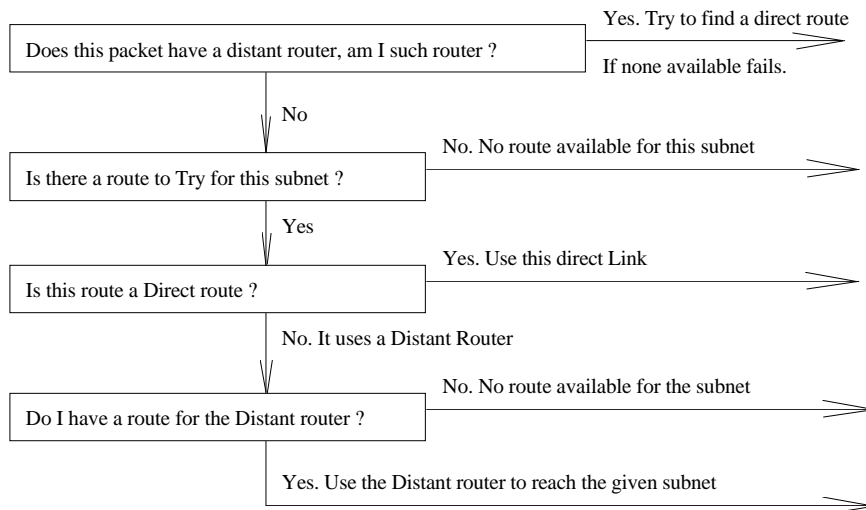 Yes. Try to find a direct route
Does this packet have a distant router, am I such router ?
If none available fails.
No
No. No route available for this subnet
Is there a route to Try for this subnet ?
Yes
Yes. Use this direct Link
Is this route a Direct route ?
No. It uses a Distant Router
No. No route available for the subnet
Do I have a route for the Distant router ?
Yes. Use the Distant router to reach the given subnet